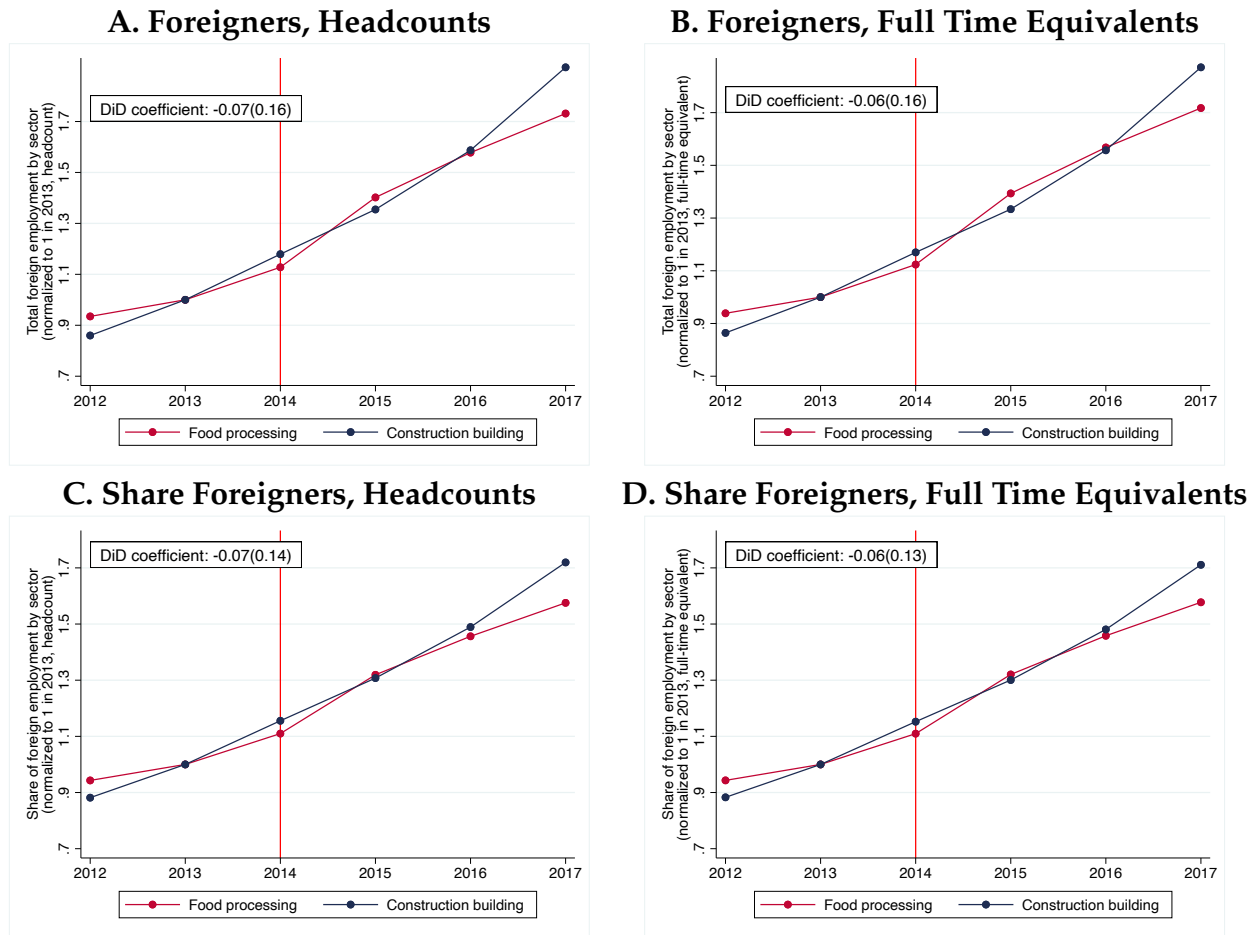 A. Foreigners, Headcounts
Total foreign employment by sector
(normalized to 1 in 2013, headcount)
.7 .9 1.1 1.3 1.5 1.7
DiD coefficient: -0.07(0.16)
2012 2013 2014 2015 2016 2017
Food processing Construction building
B. Foreigners, Full Time Equivalents
Total foreign employment by sector
(normalized to 1 in 2013, full-time equivalent)
.7 .9 1.1 1.3 1.5 1.7
DiD coefficient: -0.06(0.16)
2012 2013 2014 2015 2016 2017
Food processing Construction building
C. Share Foreigners, Headcounts
Share of foreign employment by sector
(normalized to 1 in 2013, headcount)
.7 .9 1.1 1.3 1.5 1.7
DiD coefficient: -0.07(0.14)
2012 2013 2014 2015 2016 2017
Food processing Construction building
D. Share Foreigners, Full Time Equivalents
Share of foreign employment by sector
(normalized to 1 in 2013, full-time equivalent)
.7 .9 1.1 1.3 1.5 1.7
DiD coefficient: -0.06(0.13)
2012 2013 2014 2015 2016 2017
Food processing Construction building